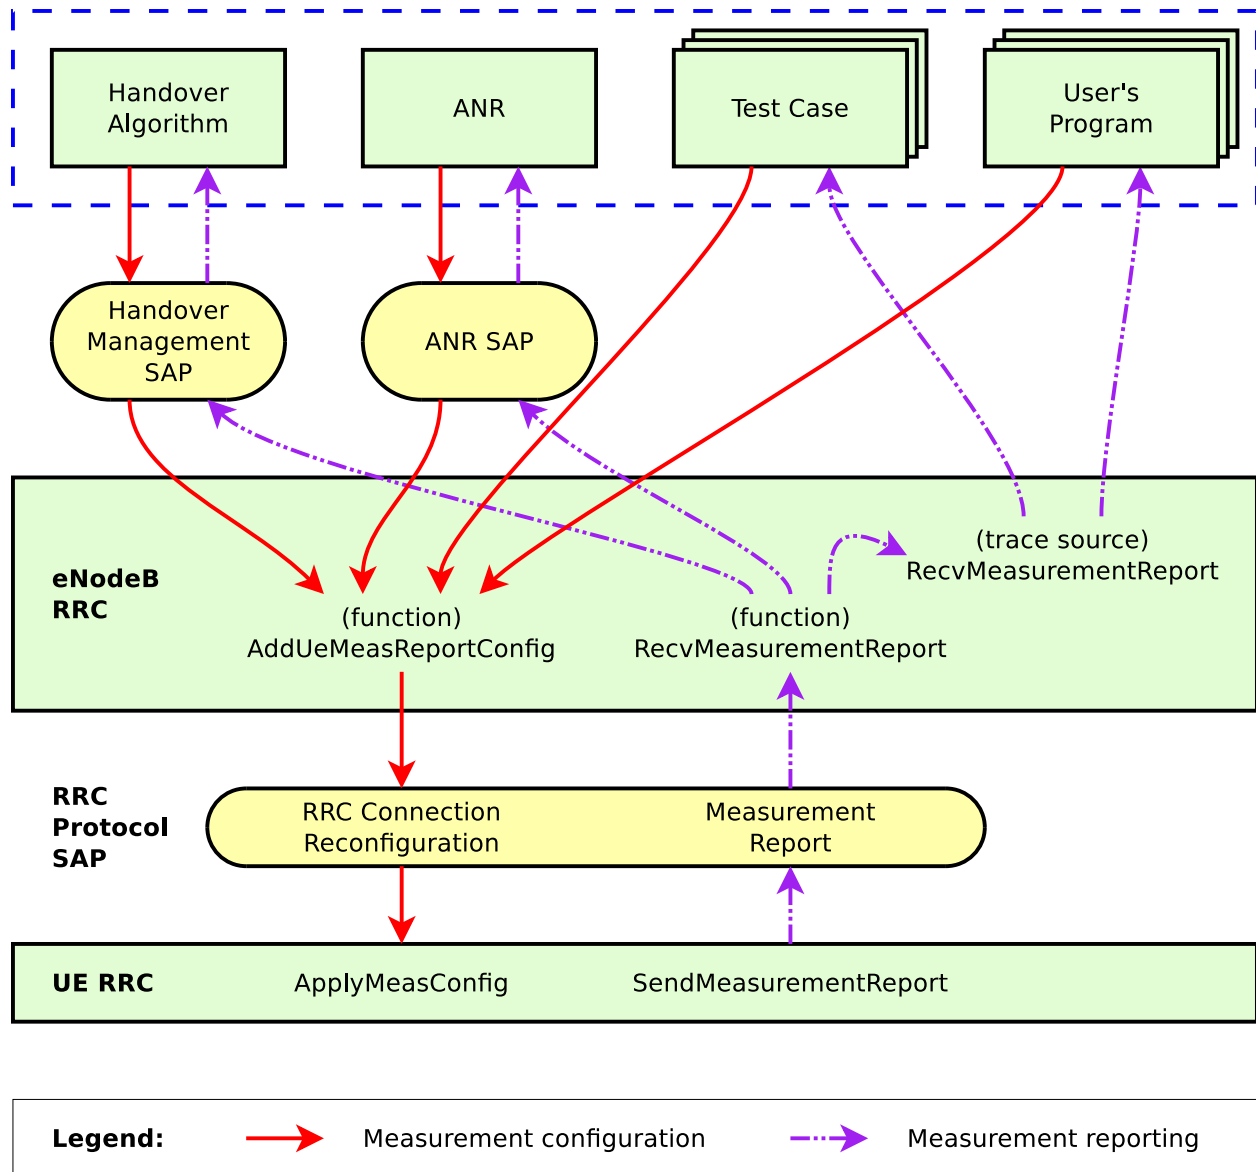 Handover
Algorithm
ANR
Test Case
User's
Program
Handover
Management
SAP
ANR SAP
eNodeB
RRC
(trace source)
RecvMeasurementReport
(function)
AddUeMeasReportConfig
(function)
RecvMeasurementReport
RRC
Protocol
SAP
RRC Connection
Reconfiguration
Measurement
Report
UE RRC
ApplyMeasConfig
SendMeasurementReport
Legend:
Measurement configuration
Measurement reporting